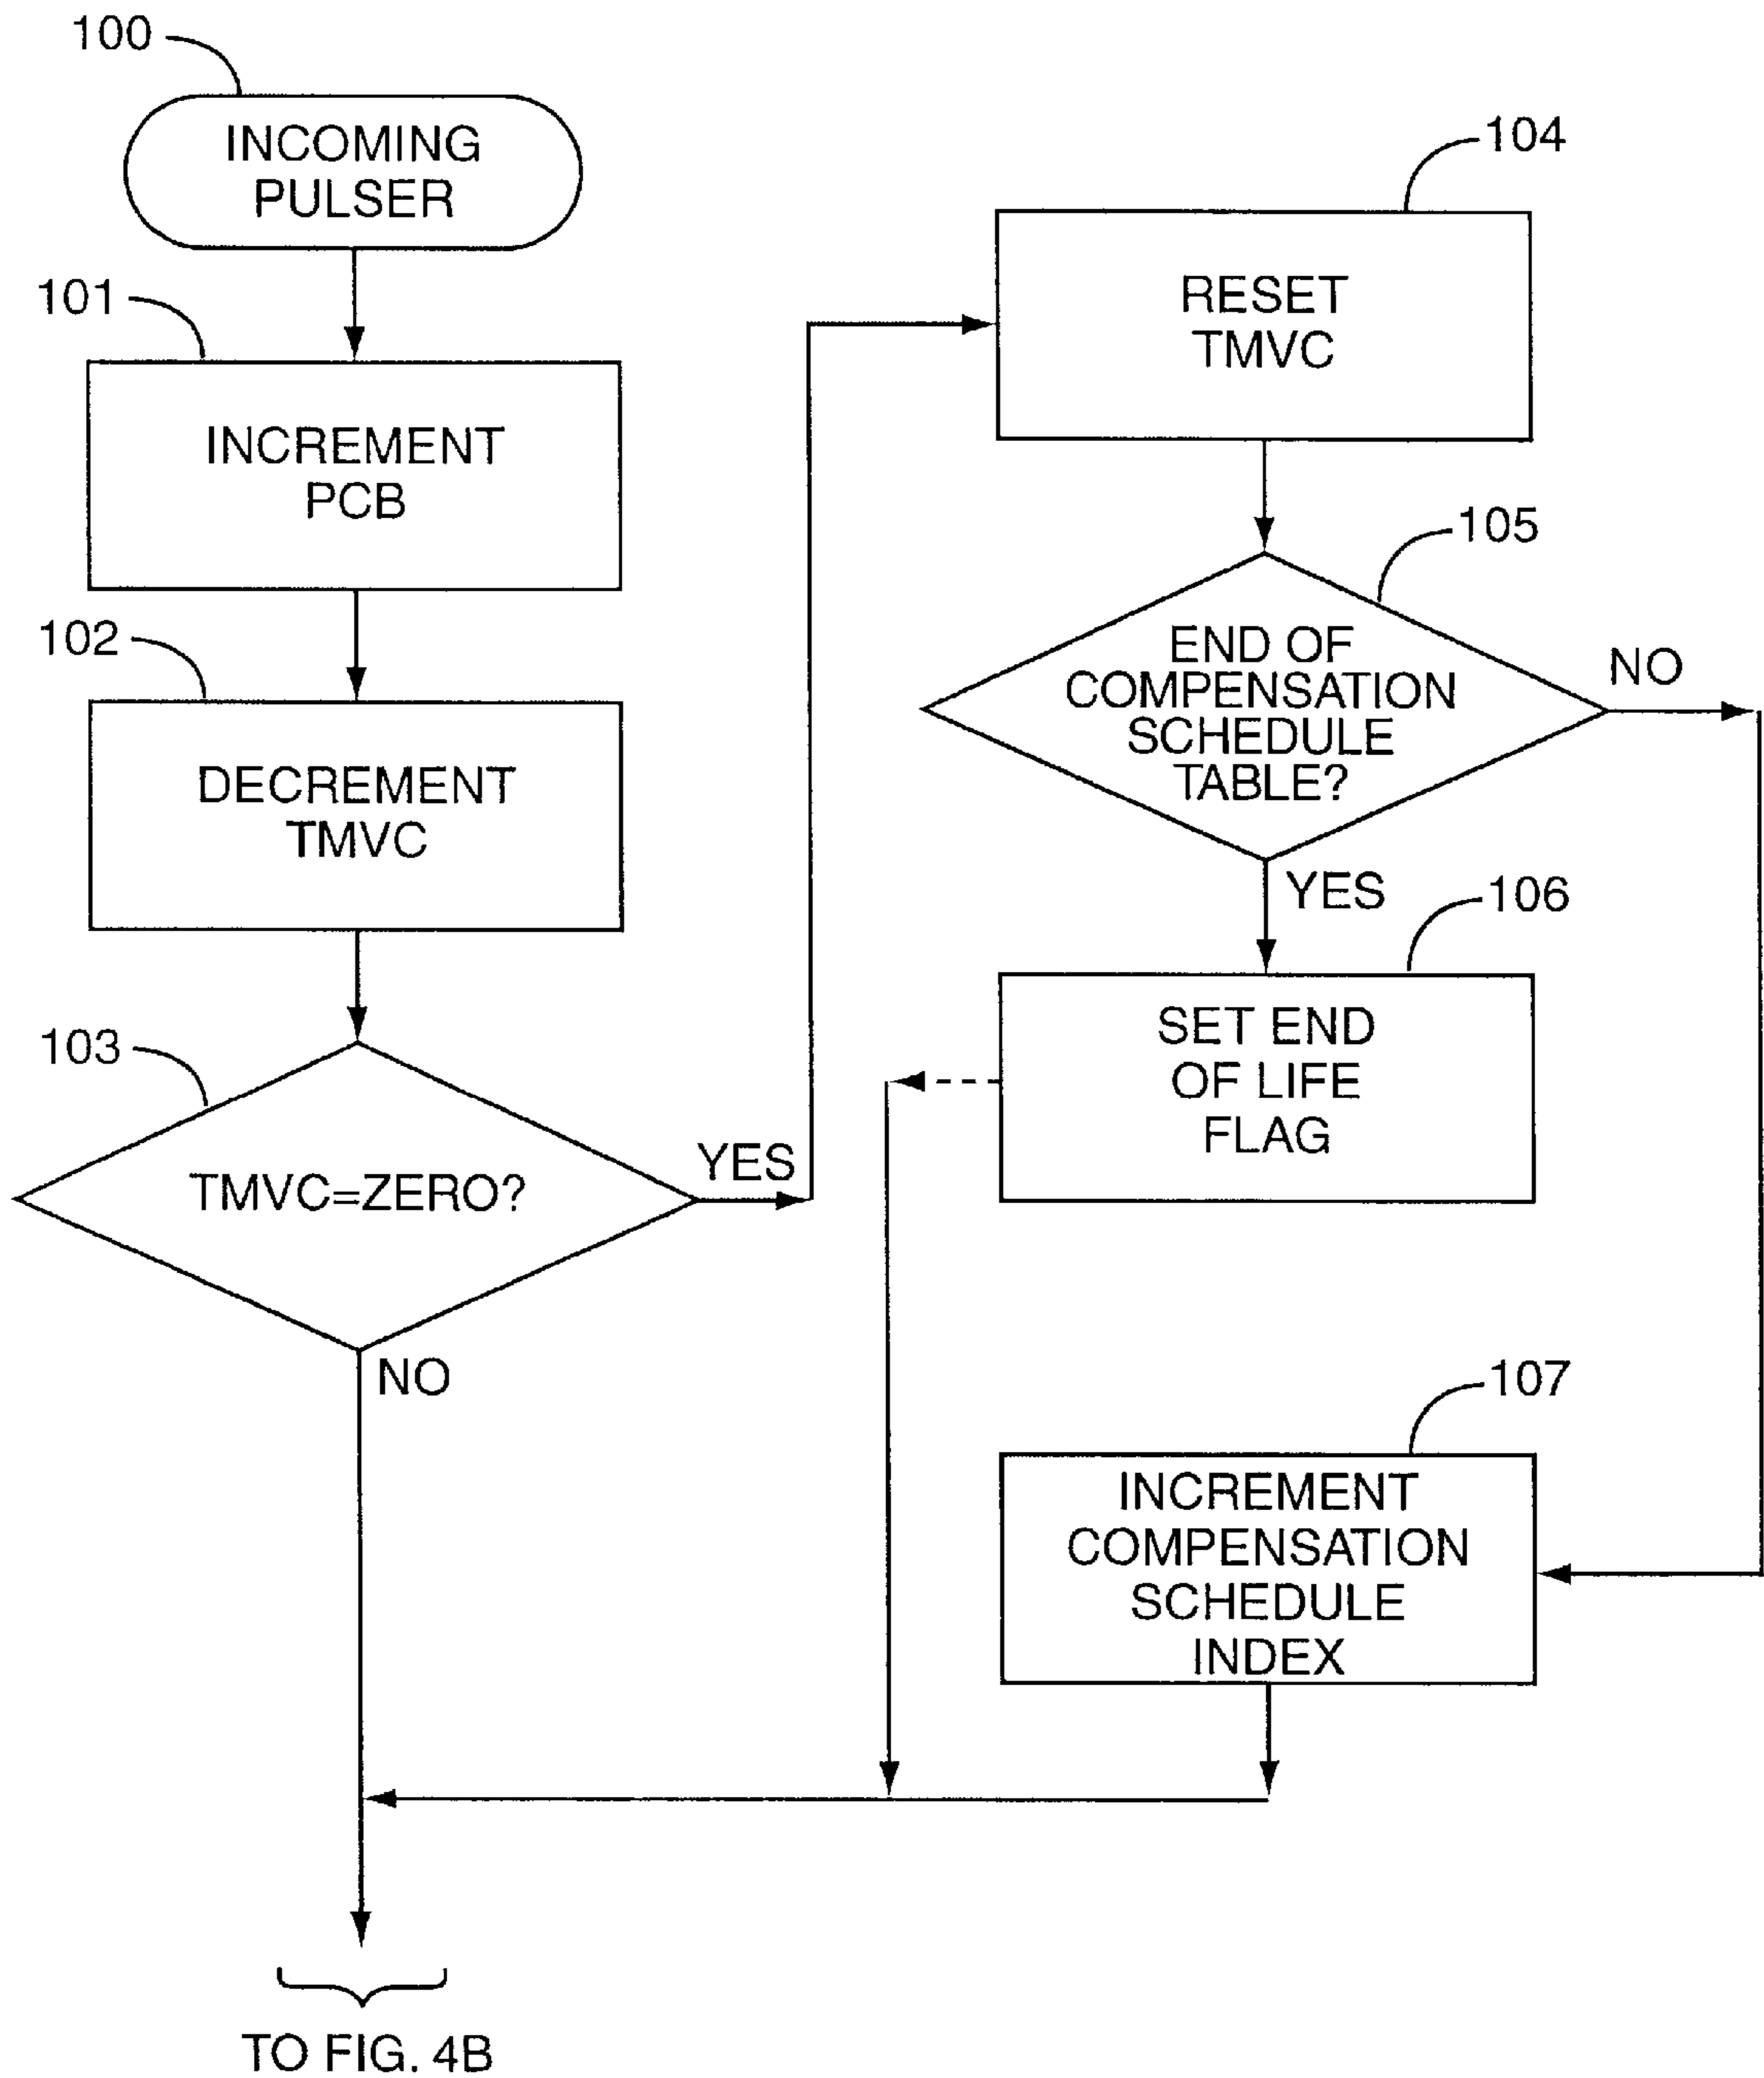 100
INCOMING
PULSER
101
INCREMENT
PCB
102
DECREMENT
TMVC
103
TMVC=ZERO?
YES
NO
104
RESET
TMVC
105
END OF
COMPENSATION
SCHEDULE
TABLE?
NO
YES
106
SET END
OF LIFE
FLAG
107
INCREMENT
COMPENSATION
SCHEDULE
INDEX
TO FIG. 4B